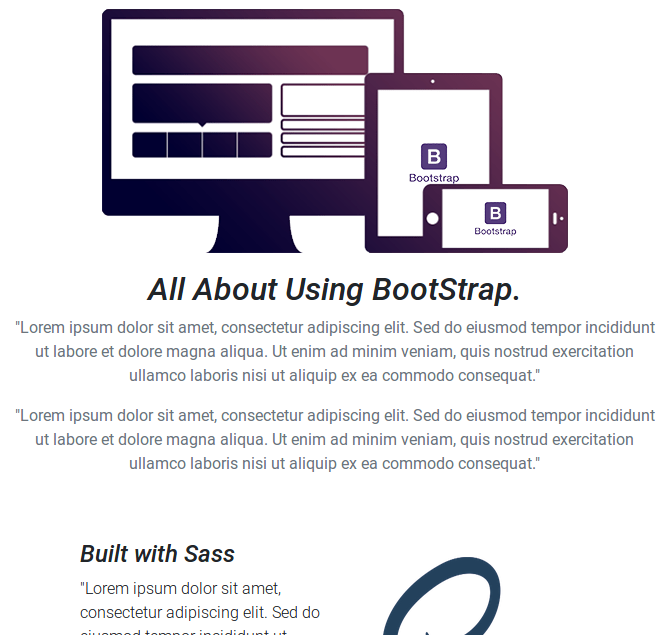 B
Bootstrap
B
Bootstrap
All About Using BootStrap.
"Lorem ipsum dolor sit amet, consectetur adipiscing elit. Sed do eiusmod tempor incididunt
ut labore et dolore magna aliqua. Ut enim ad minim veniam, quis nostrud exercitation
ullamco laboris nisi ut aliquip ex ea commodo consequat."
"Lorem ipsum dolor sit amet, consectetur adipiscing elit. Sed do eiusmod tempor incididunt
ut labore et dolore magna aliqua. Ut enim ad minim veniam, quis nostrud exercitation
ullamco laboris nisi ut aliquip ex ea commodo consequat."
Built with Sass
"Lorem ipsum dolor sit amet,
consectetur adipiscing elit. Sed do
eiusmod tempor incididunt ut